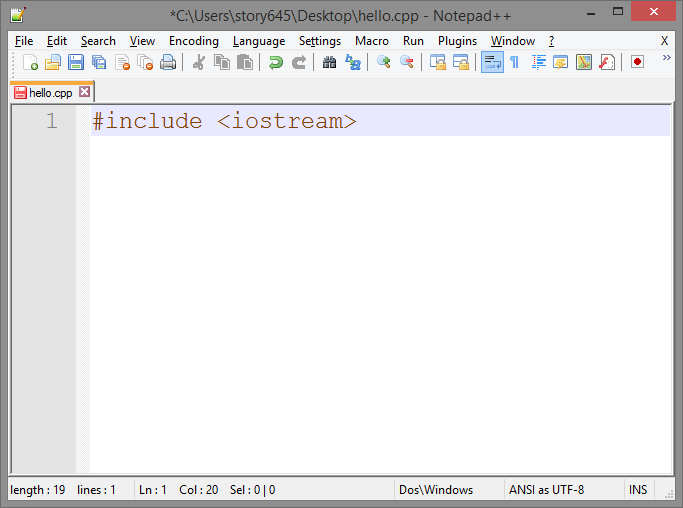 *C:\Users\story645\Desktop\hello.cpp - Notepad++
File Edit Search View Encoding Language Settings Macro Run Plugins Window ? X
hello.cpp
1 #include <iostream>
length : 19 lines : 1 Ln : 1 Col : 20 Sel : 0 | 0 Dos\Windows ANSI as UTF-8 INS